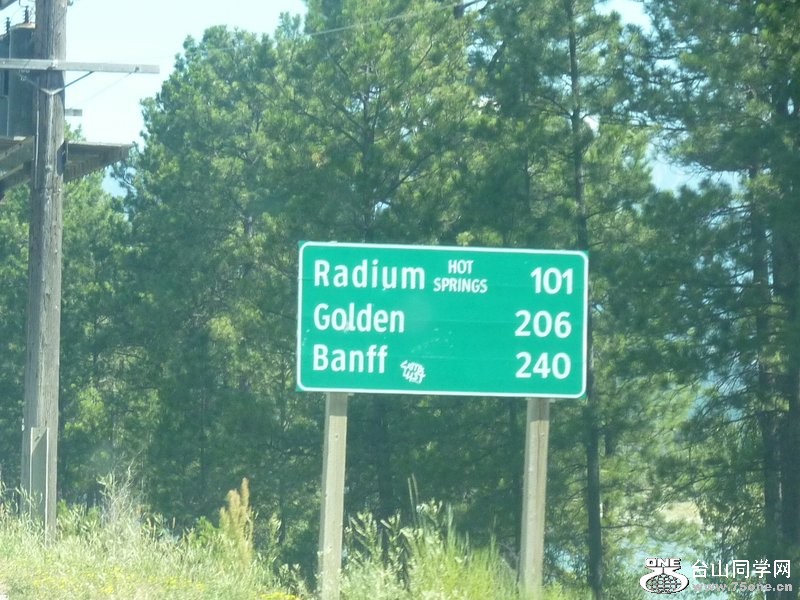 Radium HOT SPRINGS 101
Golden 206
Banff 240
ONE 台山同学网
www.75one.cn